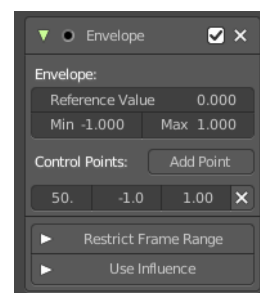 Envelope
Envelope:
Reference Value 0.000
Min -1.000 Max 1.000
Control Points: Add Point
50. -1.0 1.00
Restrict Frame Range
Use Influence